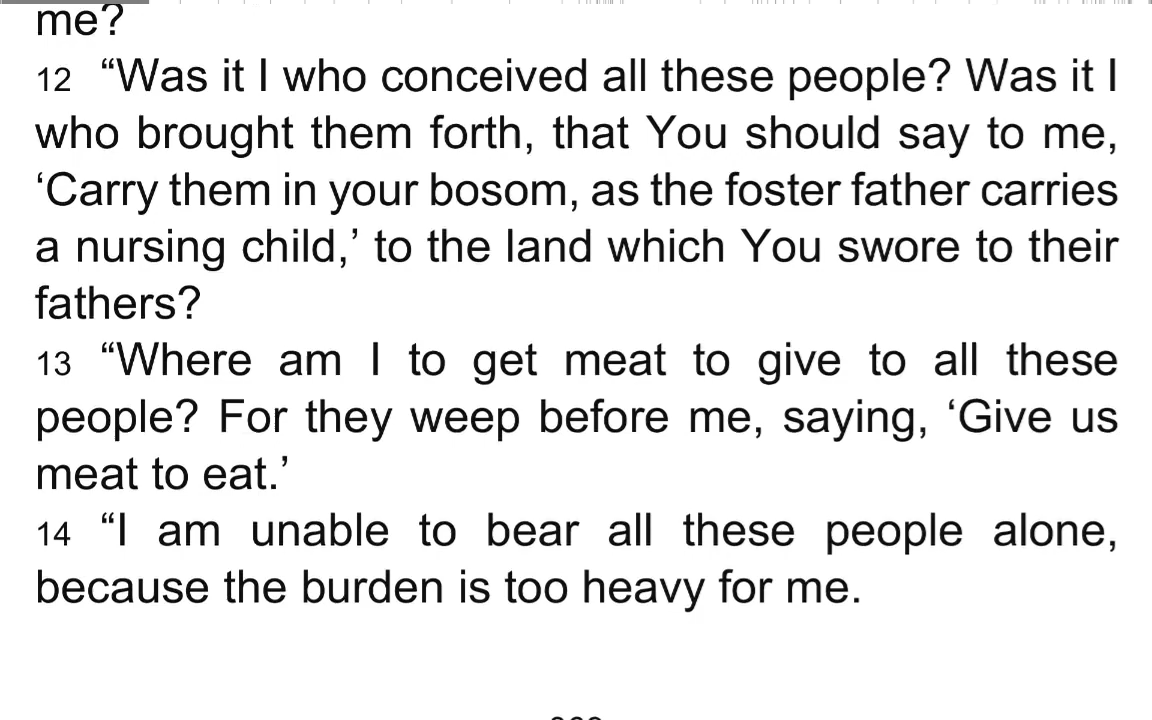 me?
12 “Was it I who conceived all these people? Was it I
who brought them forth, that You should say to me,
‘Carry them in your bosom, as the foster father carries
a nursing child,’ to the land which You swore to their
fathers?
13 “Where am I to get meat to give to all these
people? For they weep before me, saying, ‘Give us
meat to eat.’
14 “I am unable to bear all these people alone,
because the burden is too heavy for me.